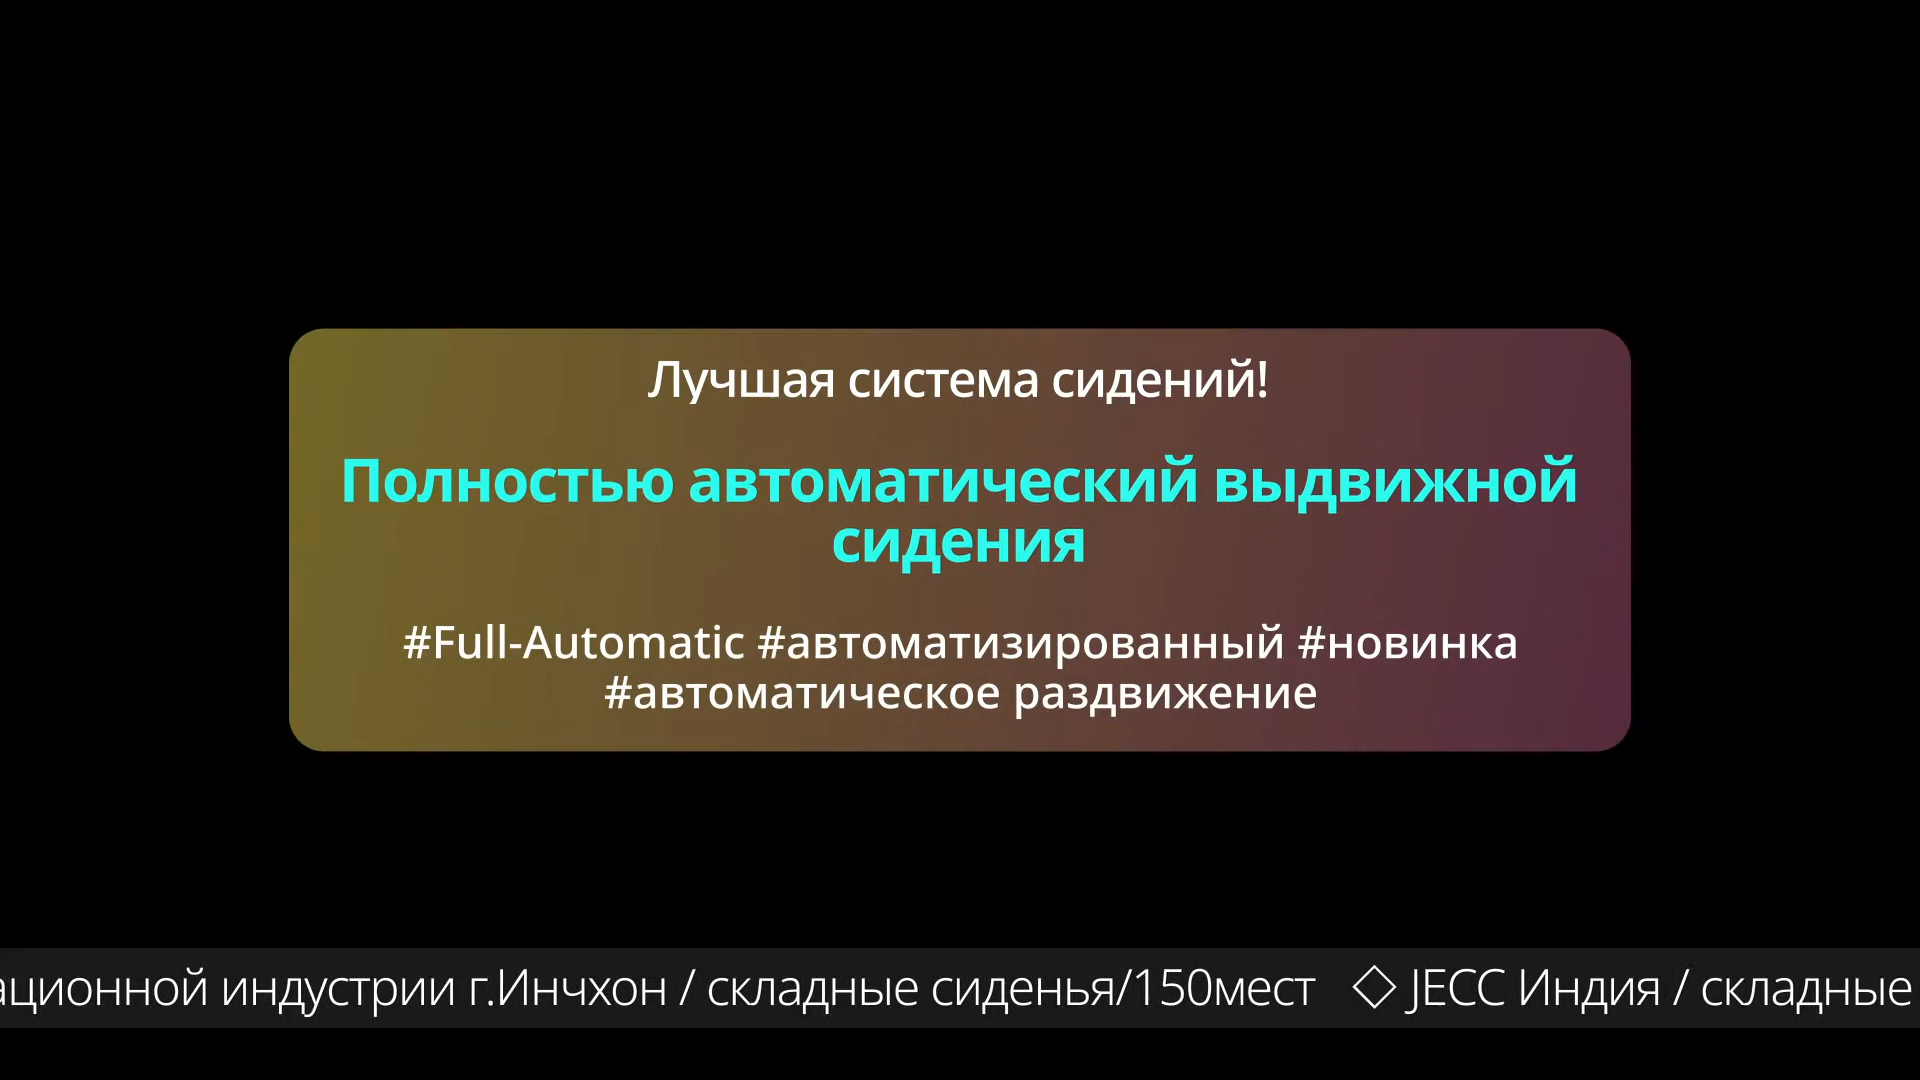 Лучшая система сидений!
Полностью автоматический выдвижной
сидения
#Full-Automatic #автоматизированный #новинка
#автоматическое раздвижение
ационной индустрии г.Инчхон / складные сиденья/150мест ◇ JECC Индия / складные